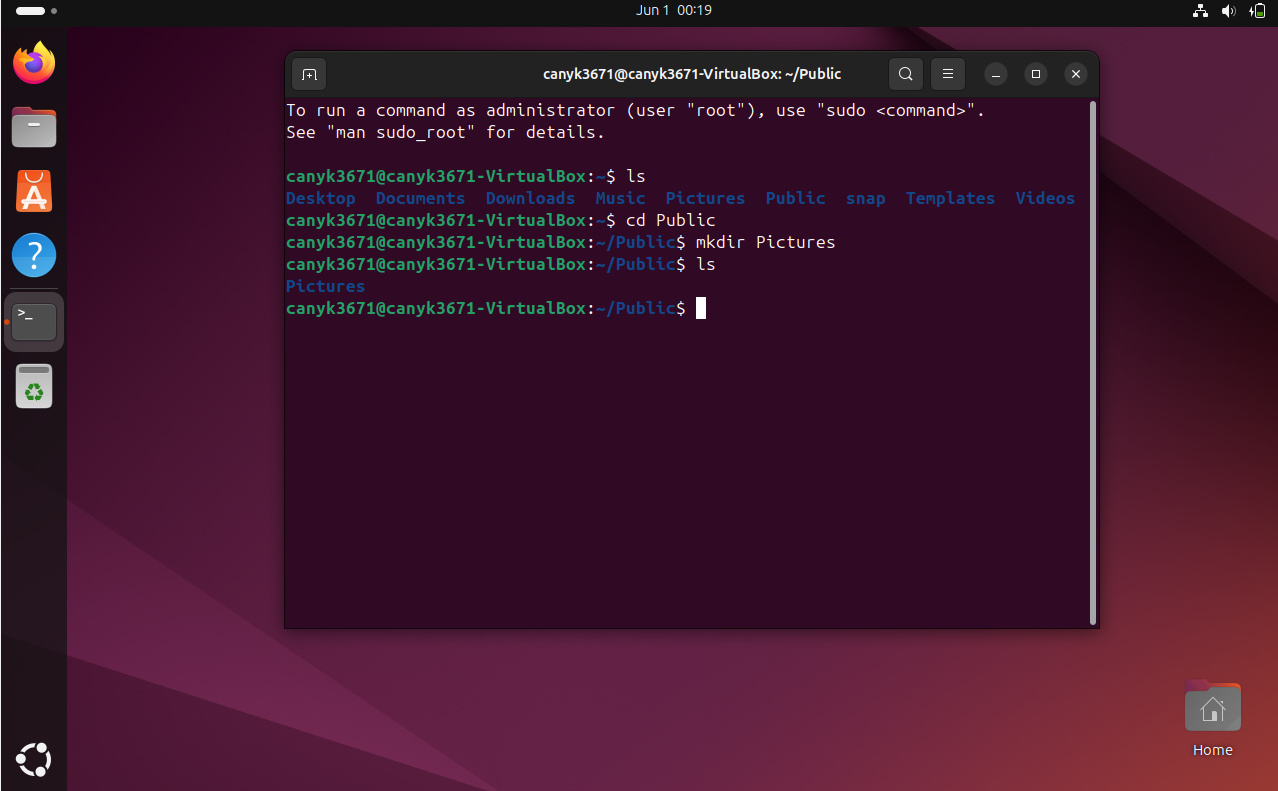 Jun 1 00:19
canyk3671@canyk3671-VirtualBox: ~/Public
To run a command as administrator (user "root"), use "sudo <command>".
See "man sudo_root" for details.
canyk3671@canyk3671-VirtualBox:~$ ls
Desktop Documents Downloads Music Pictures Public snap Templates Videos
canyk3671@canyk3671-VirtualBox:~$ cd Public
canyk3671@canyk3671-VirtualBox:~/Public$ mkdir Pictures
canyk3671@canyk3671-VirtualBox:~/Public$ ls
Pictures
canyk3671@canyk3671-VirtualBox:~/Public$
>_
Home